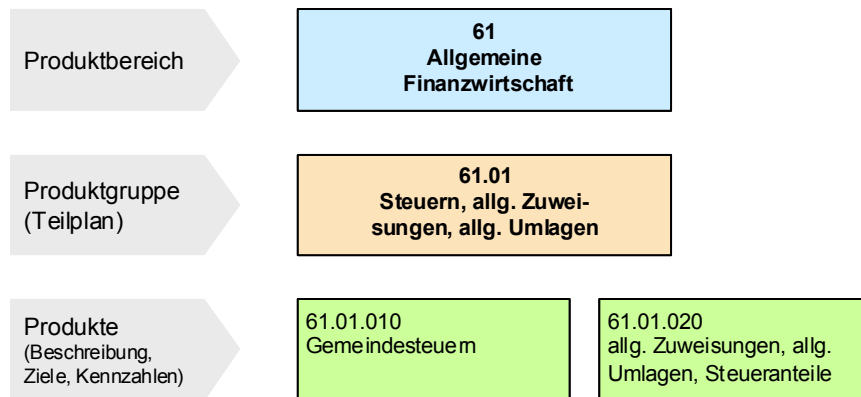 Produktbereich
61
Allgemeine
Finanzwirtschaft
Produktgruppe
(Teilplan)
61.01
Steuern, allg. Zuwei-
sungen, allg. Umlagen
Produkte
(Beschreibung,
Ziele, Kennzahlen)
61.01.010
Gemeindesteuern
61.01.020
allg. Zuweisungen, allg.
Umlagen, Steueranteile